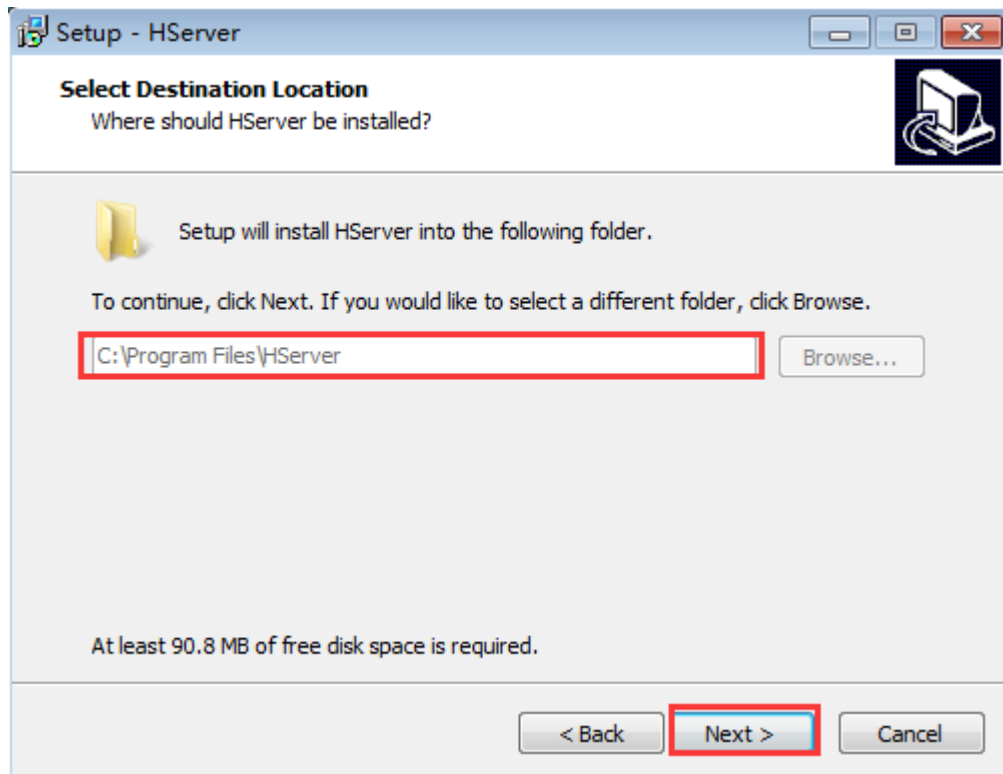 Setup - HServer
Select Destination Location
Where should HServer be installed?
Setup will install HServer into the following folder.
To continue, click Next. If you would like to select a different folder, click Browse.
C:\Program Files\HServer
Browse...
At least 90.8 MB of free disk space is required.
< Back
Next >
Cancel